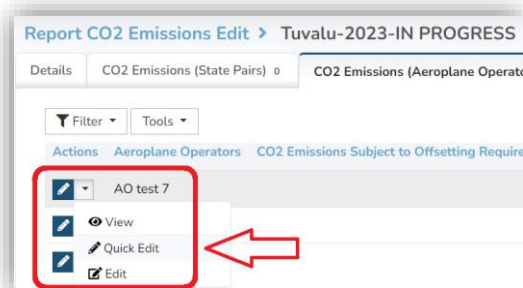 Report CO2 Emissions Edit > Tuvalu-2023-IN PROGRESS
Details CO2 Emissions (State Pairs) 0 CO2 Emissions (Aeroplane Operato
Filter Tools
Actions Aeroplane Operators CO2 Emissions Subject to Offsetting Require
AO test 7
View
Quick Edit
Edit